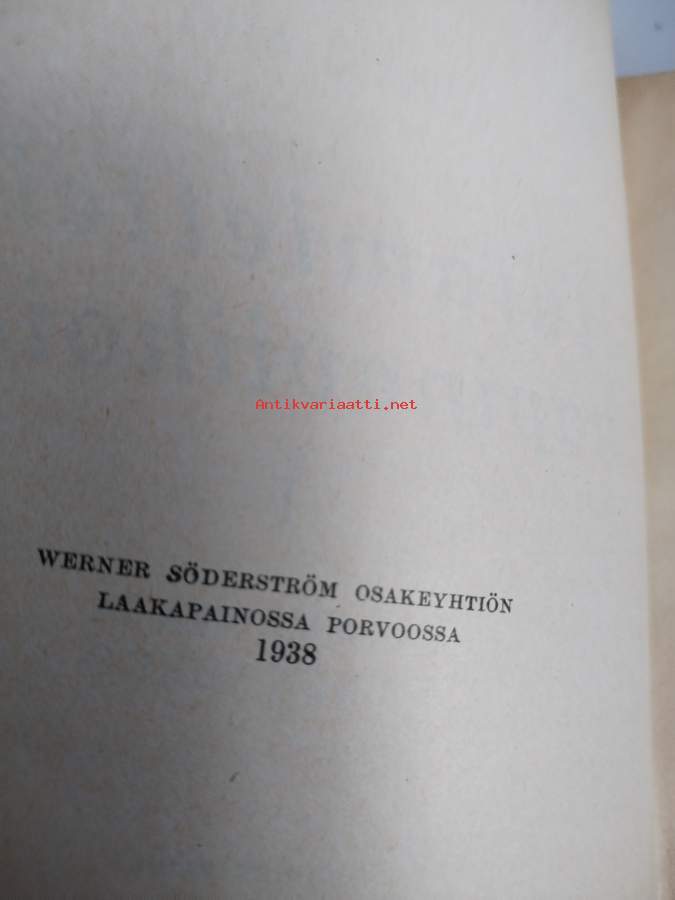 Antikvariaatti.net
WERNER SÖDERSTRÖM OSAKEYHTIÖN
LAAKAPAINOSSA PORVOOSSA
1938